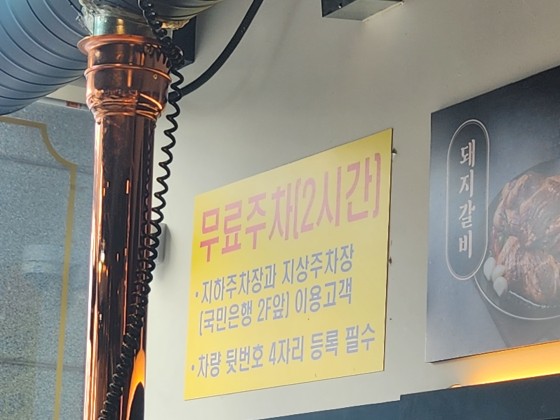 무료주차(2시간)
·지하주차장과 지상주차장
(국민은행 2F앞) 이용고객
·차량 뒷번호 4자리 등록 필수
돼지갈비